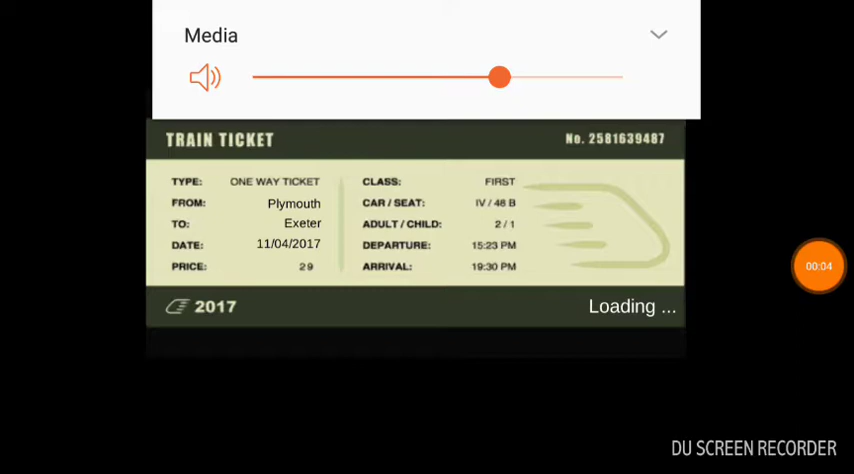 Media
TRAIN TICKET No. 2581639487
TYPE: ONE WAY TICKET CLASS: FIRST
FROM: Plymouth CAR / SEAT: IV / 48 B
TO: Exeter ADULT / CHILD: 2 / 1
DATE: 11/04/2017 DEPARTURE: 15:23 PM
PRICE: 29 ARRIVAL: 19:30 PM
00:04
2017 Loading ...
DU SCREEN RECORDER